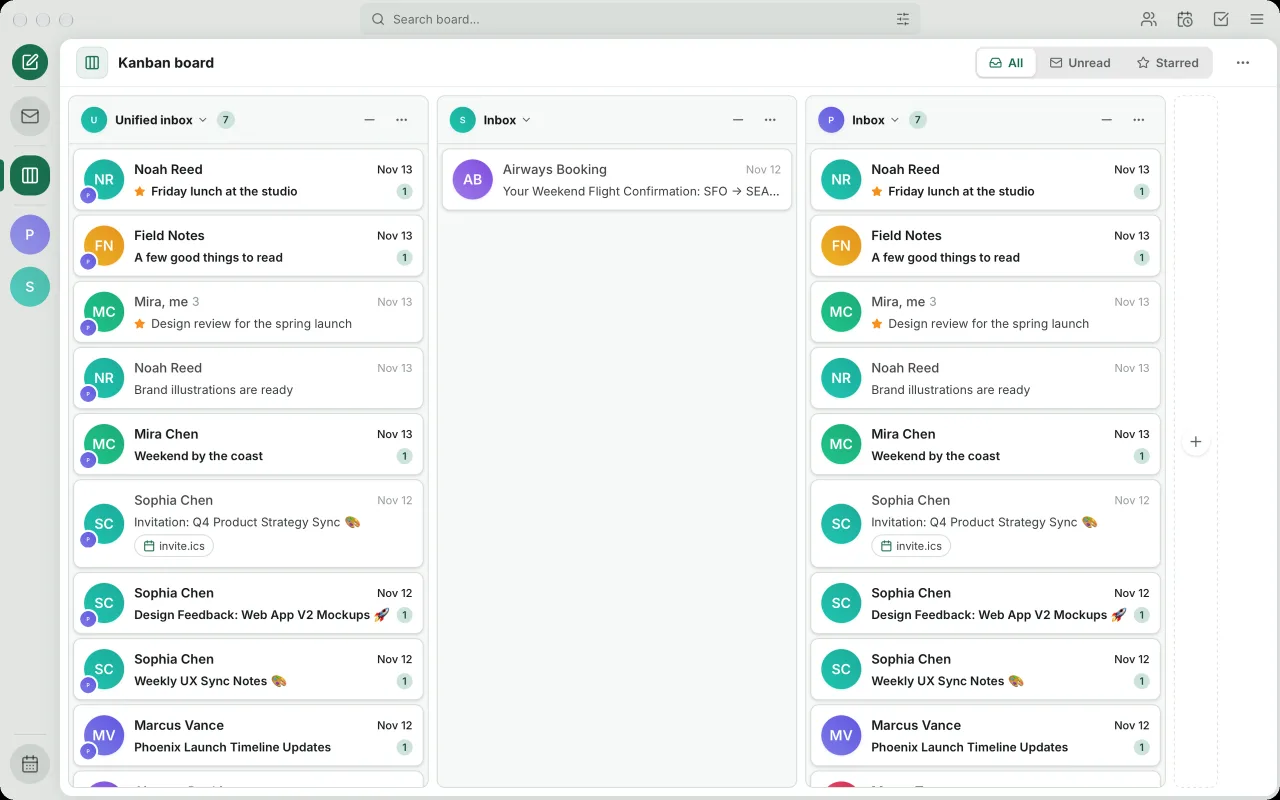 Search board...
Kanban board
All
Unread
Starred
P
S
U
Unified inbox
7
NR
P
Noah Reed
Nov 13
Friday lunch at the studio
1
FN
P
Field Notes
Nov 13
A few good things to read
1
MC
P
Mira, me 3
Nov 13
Design review for the spring launch
NR
P
Noah Reed
Nov 13
Brand illustrations are ready
MC
P
Mira Chen
Nov 13
Weekend by the coast
1
SC
P
Sophia Chen
Nov 12
Invitation: Q4 Product Strategy Sync 🎨
invite.ics
SC
P
Sophia Chen
Nov 12
Design Feedback: Web App V2 Mockups 🚀
1
SC
P
Sophia Chen
Nov 12
Weekly UX Sync Notes 🎨
1
MV
P
Marcus Vance
Nov 12
Phoenix Launch Timeline Updates
1
S
Inbox
AB
Airways Booking
Nov 12
Your Weekend Flight Confirmation: SFO → SEA...
P
Inbox
7
NR
Noah Reed
Nov 13
Friday lunch at the studio
1
FN
Field Notes
Nov 13
A few good things to read
1
MC
Mira, me 3
Nov 13
Design review for the spring launch
NR
Noah Reed
Nov 13
Brand illustrations are ready
MC
Mira Chen
Nov 13
Weekend by the coast
1
SC
Sophia Chen
Nov 12
Invitation: Q4 Product Strategy Sync 🎨
invite.ics
SC
Sophia Chen
Nov 12
Design Feedback: Web App V2 Mockups 🚀
1
SC
Sophia Chen
Nov 12
Weekly UX Sync Notes 🎨
1
MV
Marcus Vance
Nov 12
Phoenix Launch Timeline Updates
1